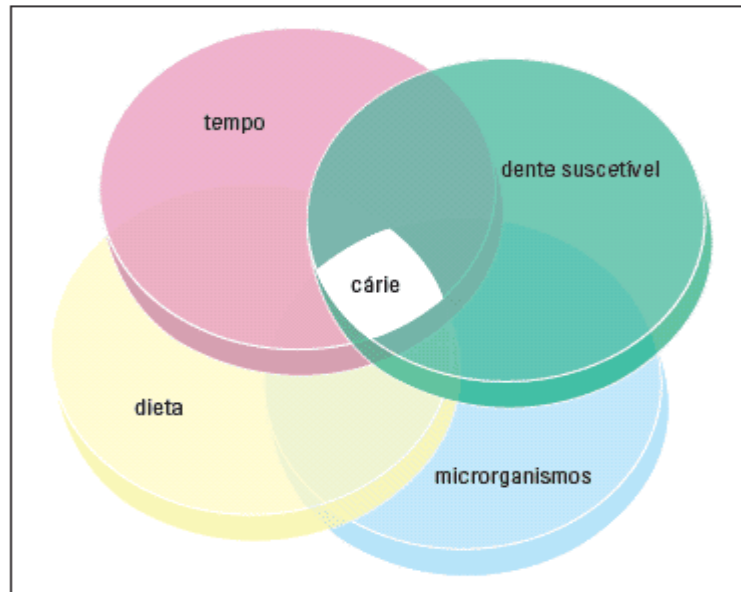 tempo
dente suscetível
cárie
dieta
microrganismos